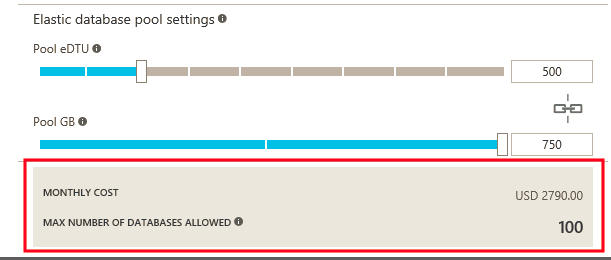 Elastic database pool settings
Pool eDTU
500
Pool GB
750
MONTHLY COST USD 2790.00
MAX NUMBER OF DATABASES ALLOWED 100